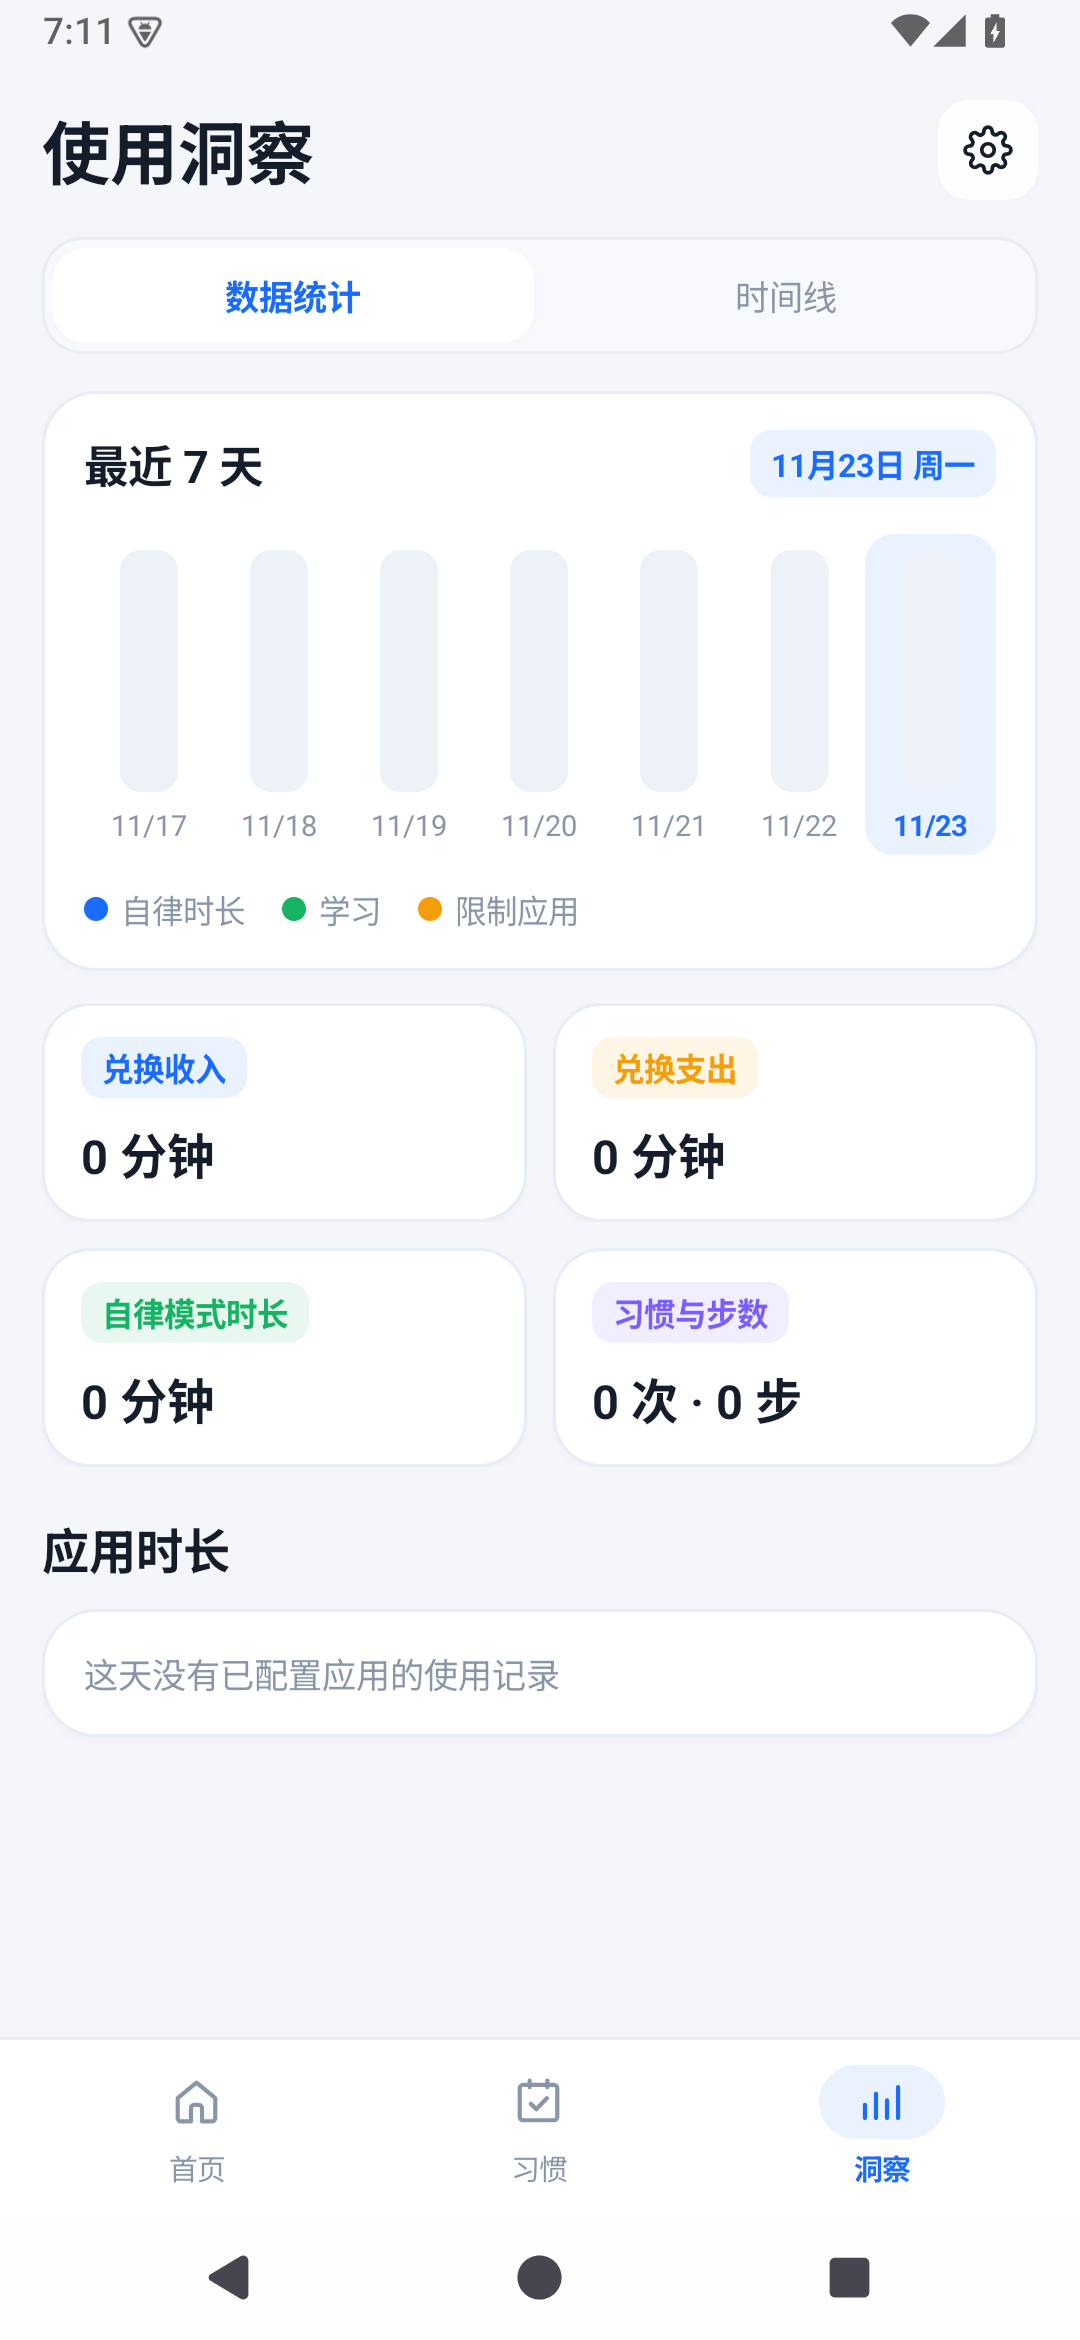 7:11
使用洞察
数据统计
时间线
最近 7 天
11月23日 周一
11/17
11/18
11/19
11/20
11/21
11/22
11/23
自律时长
学习
限制应用
兑换收入
兑换支出
0 分钟
0 分钟
自律模式时长
习惯与步数
0 分钟
0 次 · 0 步
应用时长
这天没有已配置应用的使用记录
首页
习惯
洞察